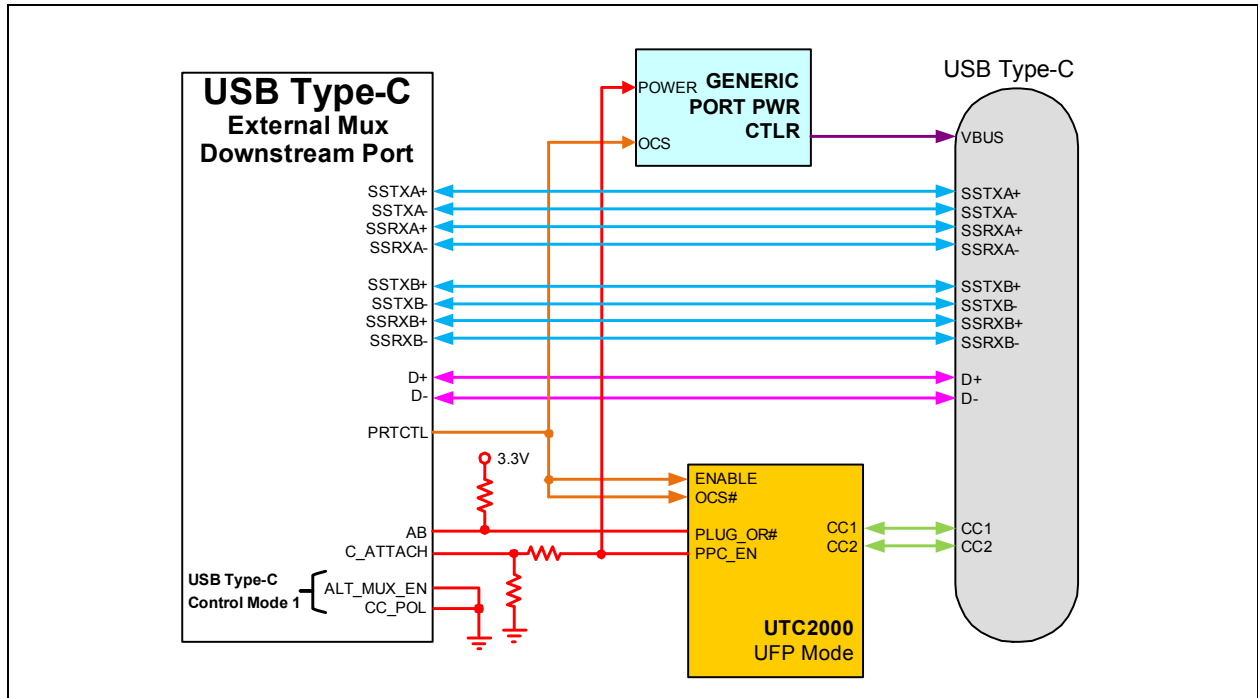 USB Type-C
External Mux
Downstream Port
SSTXA+
SSTXA-
SSRXA+
SSRXA-
SSTXB+
SSTXB-
SSRXB+
SSRXB-
D+
D-
PRTCTL
AB
C_ATTACH
ALT_MUX_EN
CC_POL
USB Type-C
Control Mode 1
3.3V
POWER
OCS
GENERIC
PORT PWR
CTLR
ENABLE
OCS#
PLUG_OR#
PPC_EN
CC1
CC2
UTC2000
UFP Mode
USB Type-C
VBUS
SSTXA+
SSTXA-
SSRXA+
SSRXA-
SSTXB+
SSTXB-
SSRXB+
SSRXB-
D+
D-
CC1
CC2